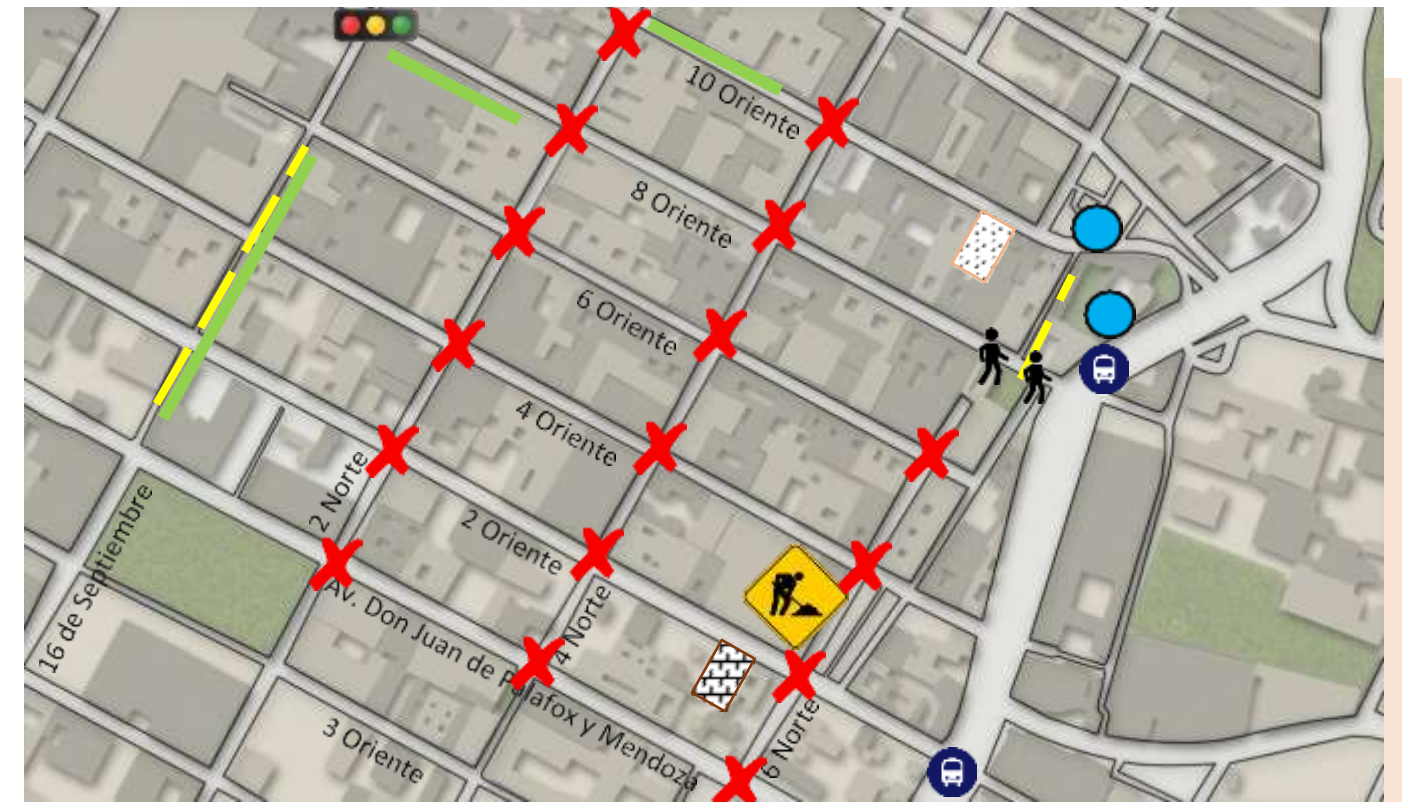 10 Oriente
8 Oriente
6 Oriente
4 Oriente
2 Norte
2 Oriente
16 de Septiembre
Av. Don Juan de Palafox y Mendoza
4 Norte
6 Norte
3 Oriente